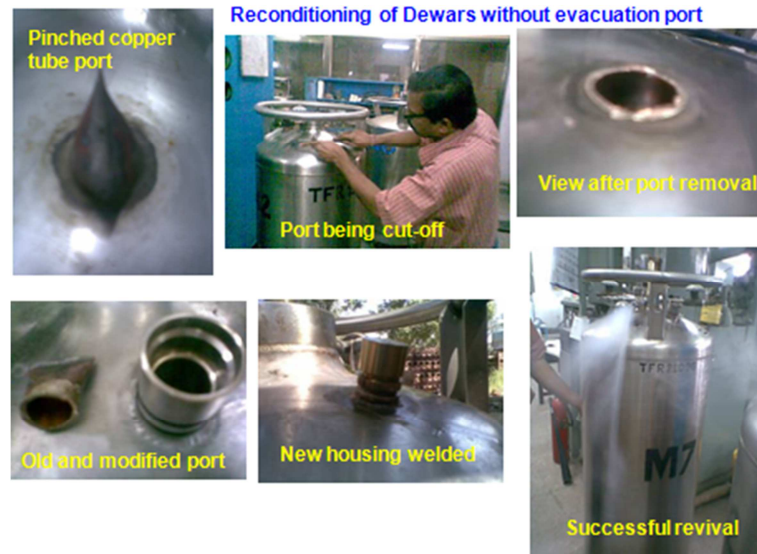 Reconditioning of Dewars without evacuation port
Pinched copper
tube port
Port being cut-off
View after port removal
Old and modified port
New housing welded
M7
Successful revival